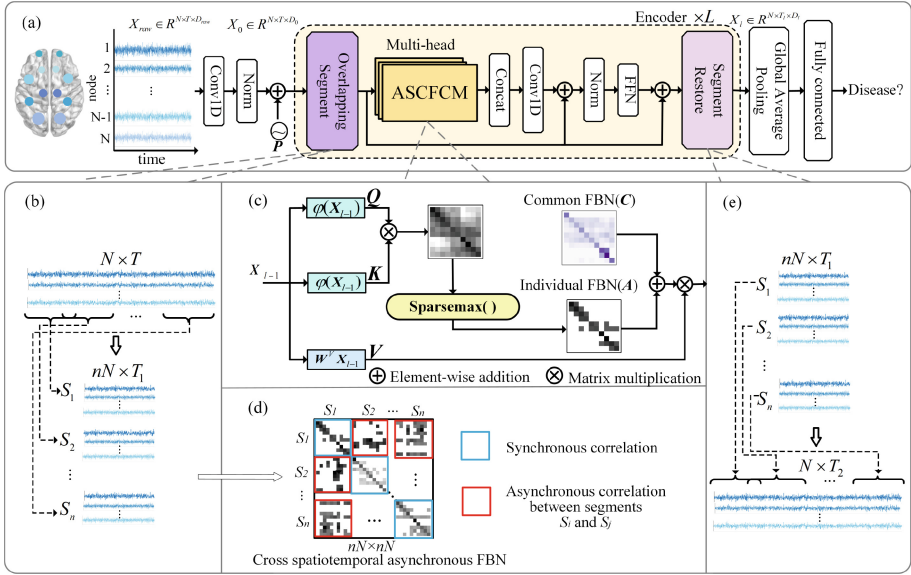 (a)
X_raw ∈ R^{N×T×D_raw}
X_0 ∈ R^{N×T×D_0}
Encoder ×L
X_l ∈ R^{N×T_l×D_l}
node
1
2
⋮
N-1
N
time
Conv1D
Norm
P
Overlapping
Segment
Multi-head
ASCFCM
Concat
Conv1D
Norm
FFN
Segment
Restore
Global Average
Pooling
Fully connected
Disease?
(b)
N×T
...
nN×T_1
S_1
S_2
⋮
S_n
(c)
X_{l-1}
φ(X_{l-1})
Q
φ(X_{l-1})
K
W^V X_{l-1}
V
Sparsemax( )
Common FBN(C)
Individual FBN(A)
⊕ Element-wise addition
⊗ Matrix multiplication
(d)
S_1 S_2 ... S_n
S_1
S_2
⋮
S_n
...
nN×nN
Cross spatiotemporal asynchronous FBN
Synchronous correlation
Asynchronous correlation
between segments
S_i and S_j
(e)
nN×T_1
S_1
S_2
⋮
S_n
N×T_2
...